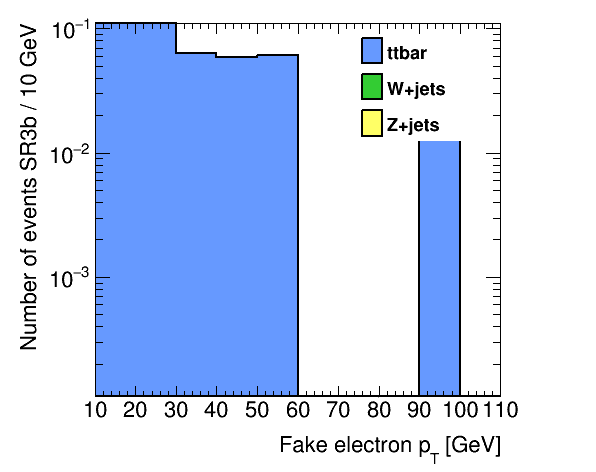 Number of events SR3b / 10 GeV
10⁻¹
10⁻²
10⁻³
ttbar
W+jets
Z+jets
10 20 30 40 50 60 70 80 90 100 110
Fake electron p_T [GeV]